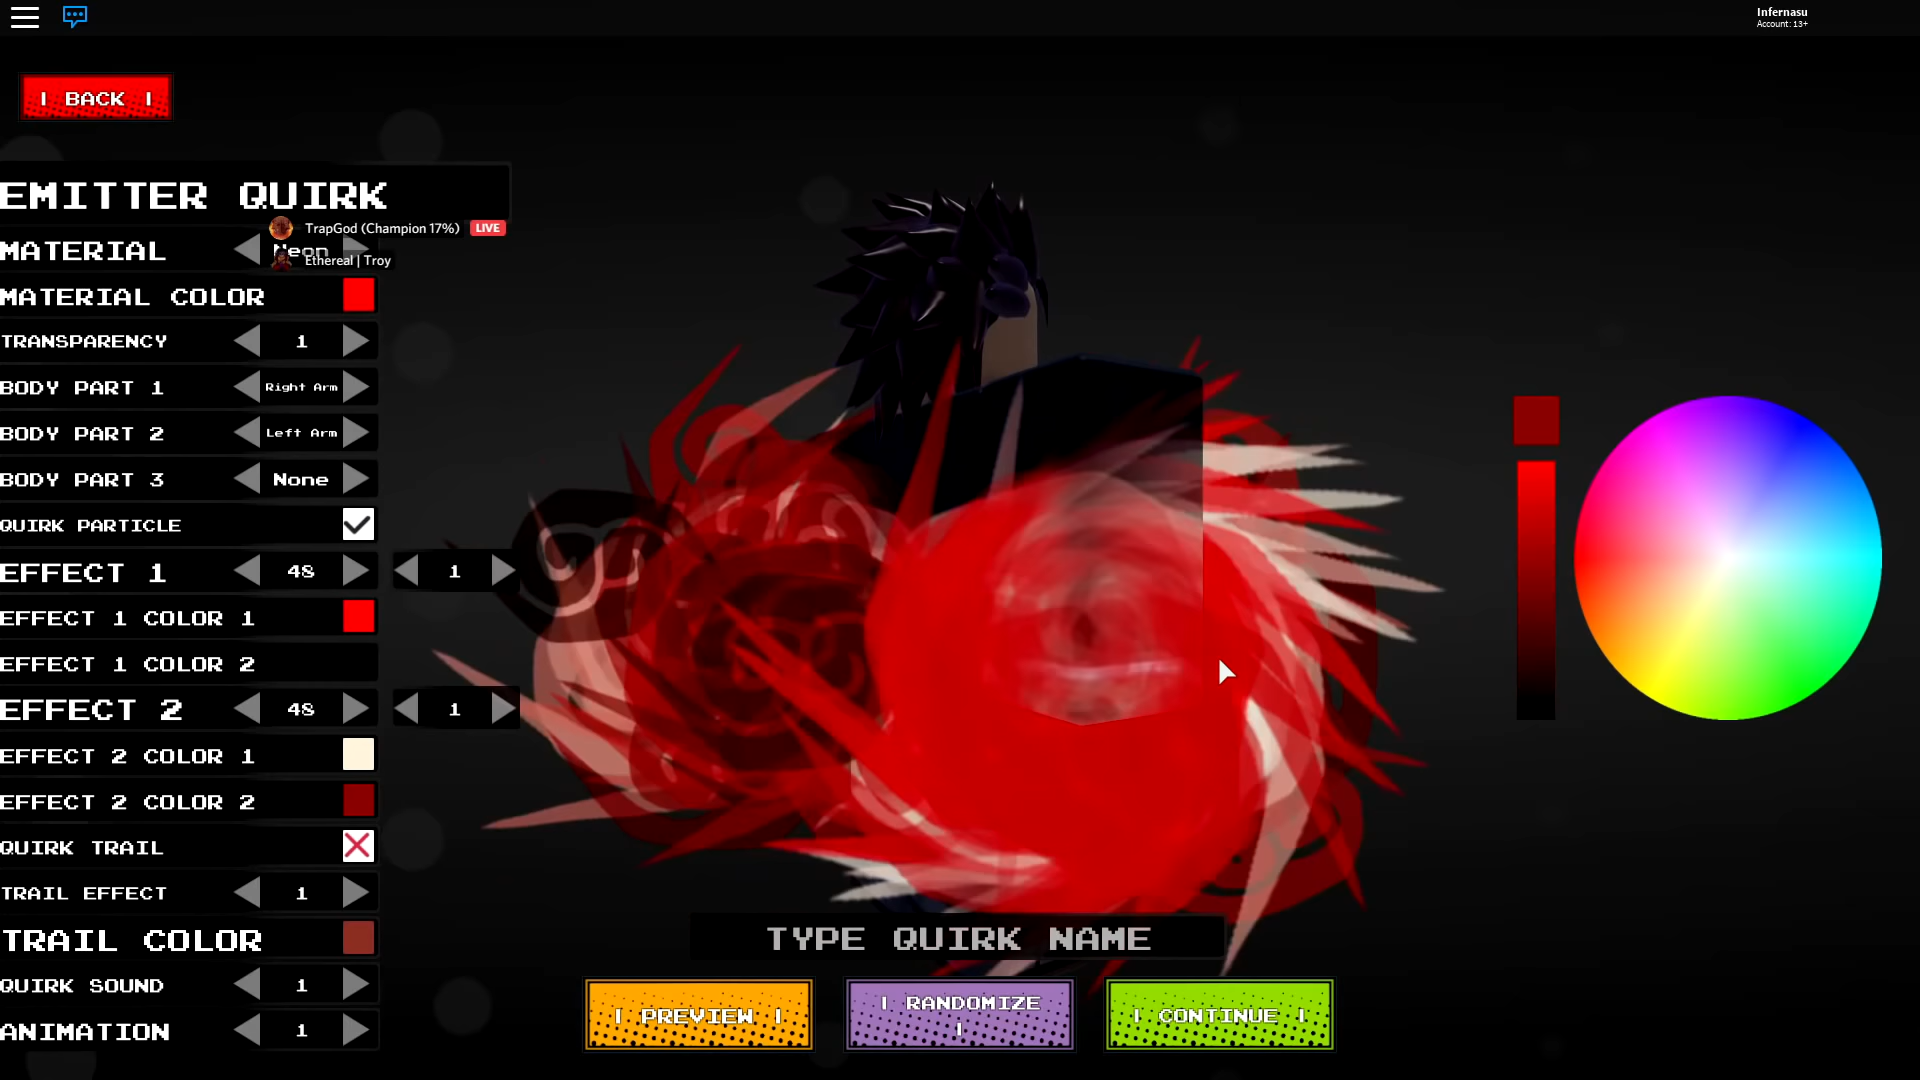 Infernasu
Account: 13+
| BACK |
EMITTER QUIRK
TrapGod (Champion 17%) LIVE
MATERIAL Neon
Ethereal | Troy
MATERIAL COLOR
TRANSPARENCY 1
BODY PART 1 Right Arm
BODY PART 2 Left Arm
BODY PART 3 None
QUIRK PARTICLE
EFFECT 1 48 1
EFFECT 1 COLOR 1
EFFECT 1 COLOR 2
EFFECT 2 48 1
EFFECT 2 COLOR 1
EFFECT 2 COLOR 2
QUIRK TRAIL
TRAIL EFFECT 1
TRAIL COLOR
QUIRK SOUND 1
ANIMATION 1
TYPE QUIRK NAME
| PREVIEW |
| RANDOMIZE
|
| CONTINUE |